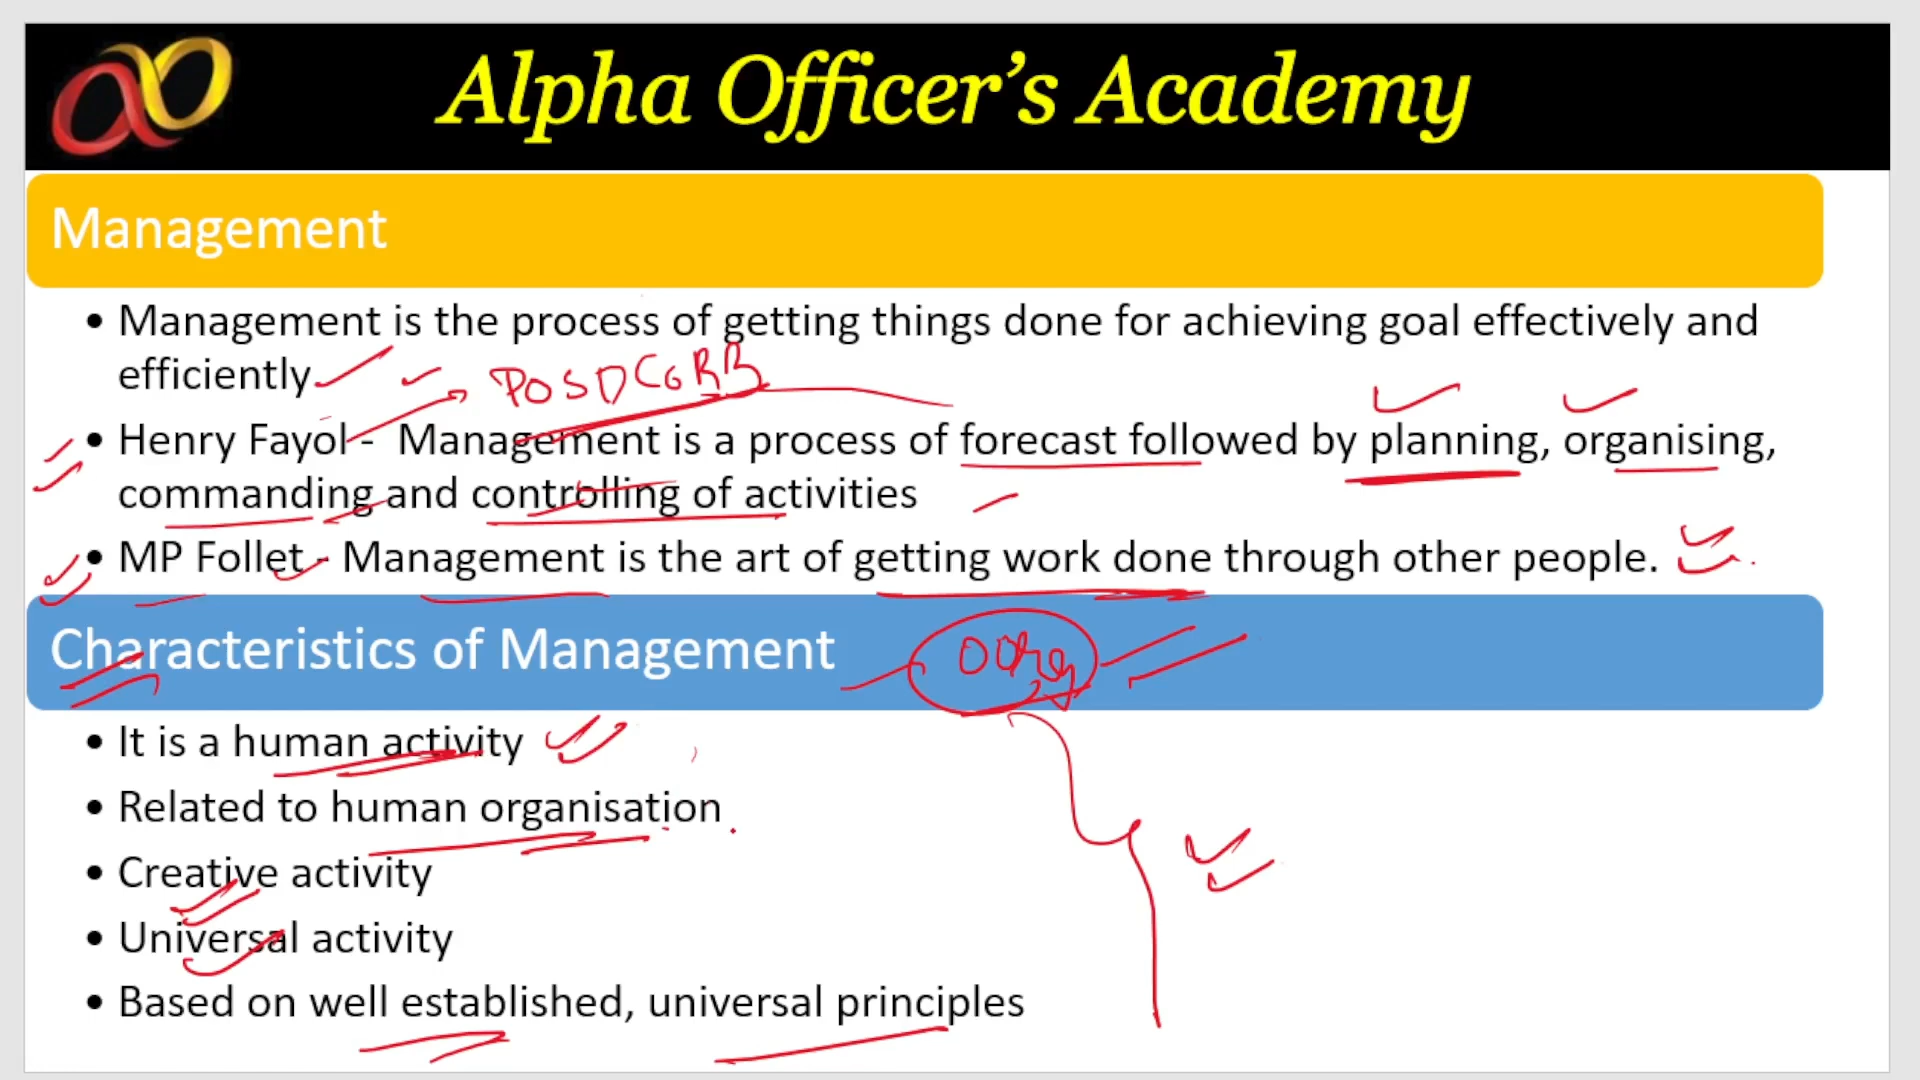 Alpha Officer's Academy
Management
• Management is the process of getting things done for achieving goal effectively and
efficiently
POSDCoRB
• Henry Fayol - Management is a process of forecast followed by planning, organising,
commanding and controlling of activities
• MP Follet - Management is the art of getting work done through other people.
Characteristics of Management
• It is a human activity
• Related to human organisation
• Creative activity
• Universal activity
• Based on well established, universal principles